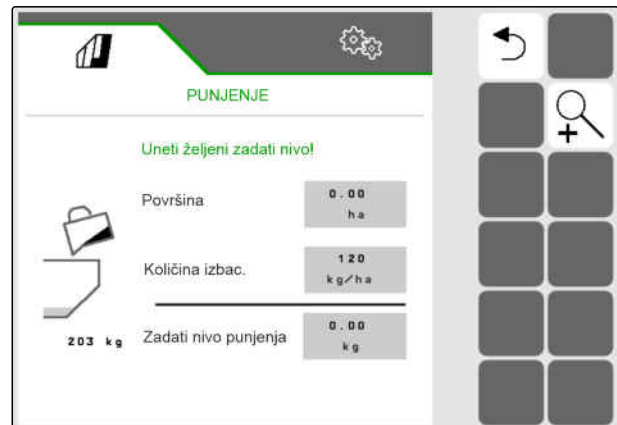 PUNJENJE
Uneti željeni zadati nivo!
Površina
0.00
ha
Količina izbac.
120
kg/ha
203 kg
Zadati nivo punjenja
0.00
kg